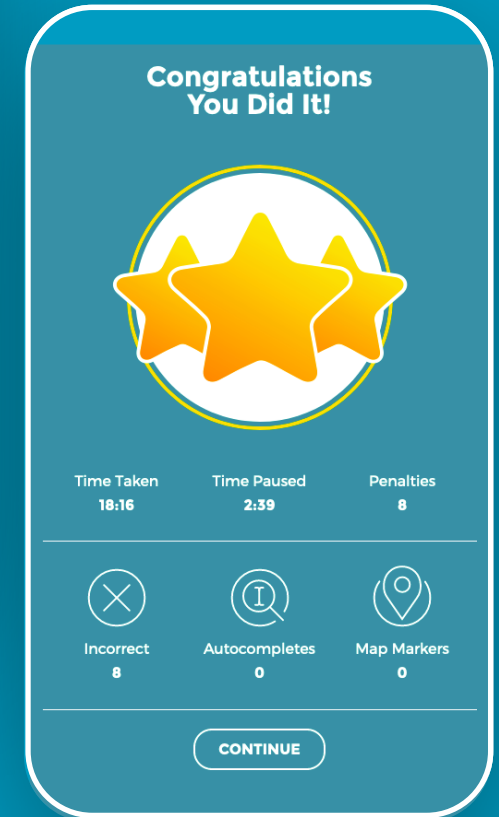 Congratulations
You Did It!
Time Taken Time Paused Penalties
18:16 2:39 8
Incorrect Autocompletes Map Markers
8 0 0
CONTINUE